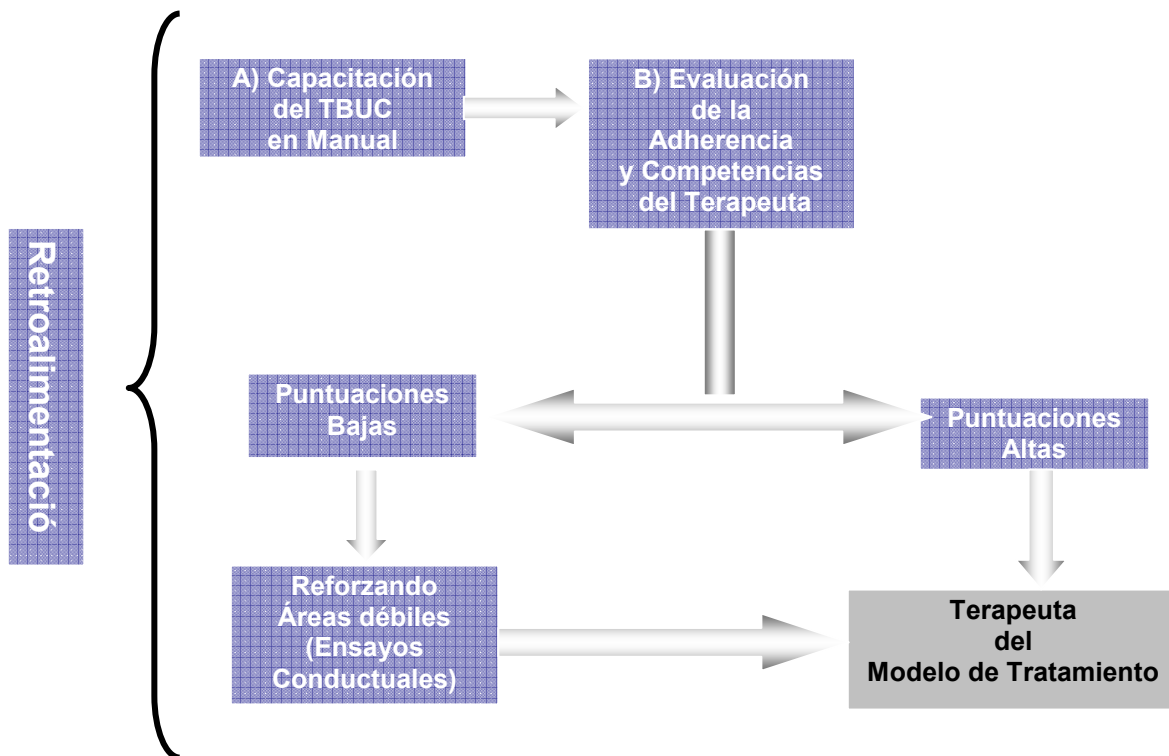 Retroalimentació
A) Capacitación
del TBUC
en Manual
B) Evaluación
de la
Adherencia
y Competencias
del Terapeuta
Puntuaciones
Bajas
Puntuaciones
Altas
Reforzando
Áreas débiles
(Ensayos
Conductuales)
Terapeuta
del
Modelo de Tratamiento